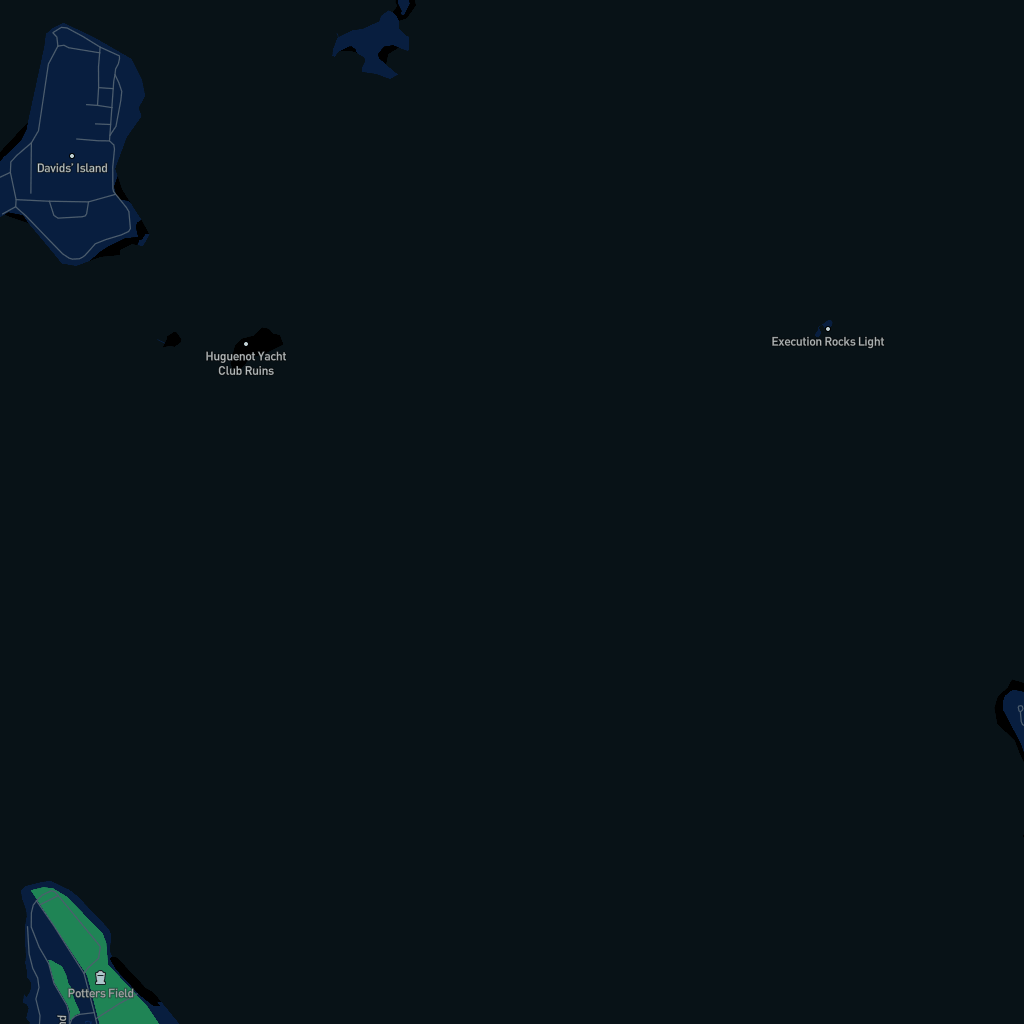 Davids' Island
Huguenot Yacht
Club Ruins
Execution Rocks Light
Potters Field